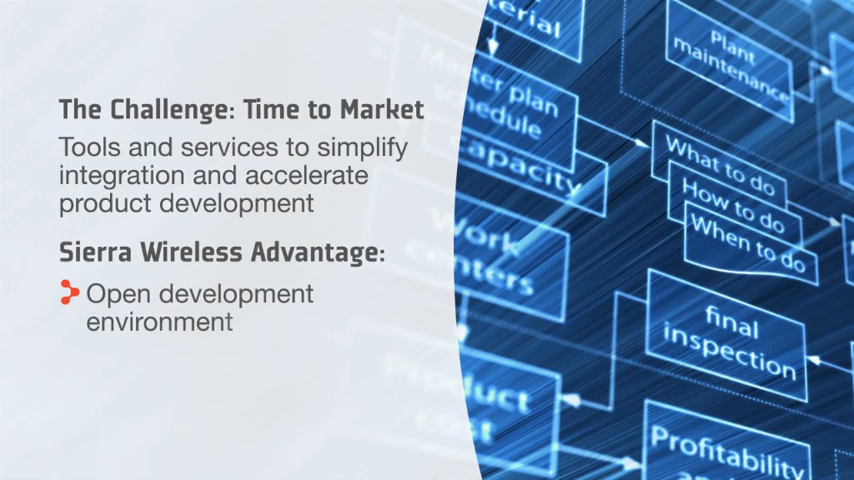 The Challenge: Time to Market
Tools and services to simplify
integration and accelerate
product development
Sierra Wireless Advantage:
Open development
environment
Plant
maintenance
Master plan
schedule
capacity
What to do
How to do
When to do
Work
centers
final
inspection
Product
cost
Profitability